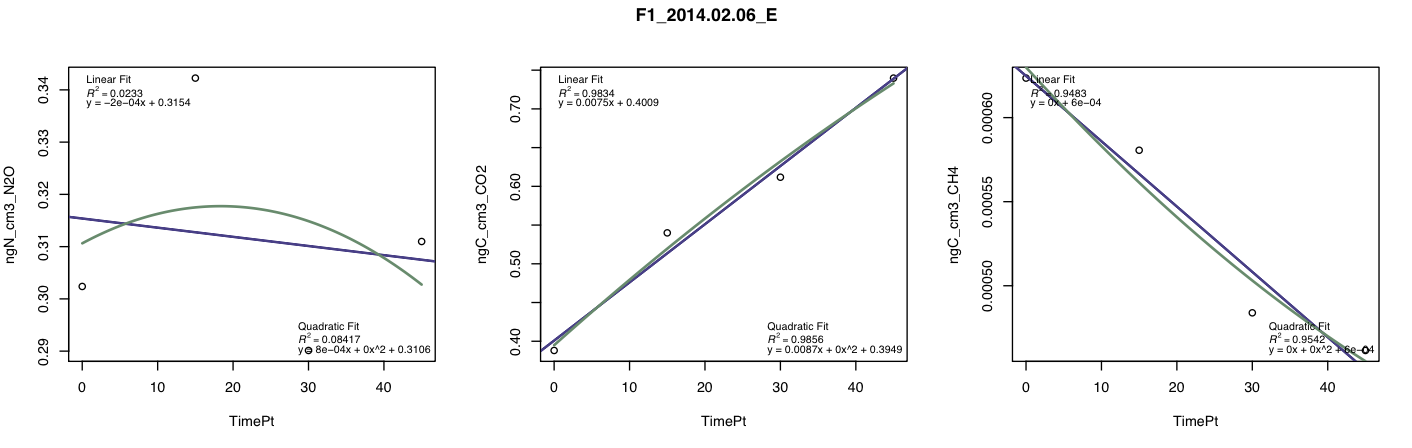 F1_2014.02.06_E
ngN_cm3_N2O
0.34
0.33
0.32
0.31
0.30
0.29
Linear Fit
R² = 0.0233
y = −2e−04x + 0.3154
Quadratic Fit
R² = 0.08417
y = 8e−04x + 0x^2 + 0.3106
0 10 20 30 40
TimePt
ngC_cm3_CO2
0.70
0.60
0.50
0.40
Linear Fit
R² = 0.9834
y = 0.0075x + 0.4009
Quadratic Fit
R² = 0.9856
y = 0.0087x + 0x^2 + 0.3949
0 10 20 30 40
TimePt
ngC_cm3_CH4
0.00060
0.00055
0.00050
Linear Fit
R² = 0.9483
y = 0x + 6e−04
Quadratic Fit
R² = 0.9542
y = 0x + 0x^2 + 6e−04
0 10 20 30 40
TimePt